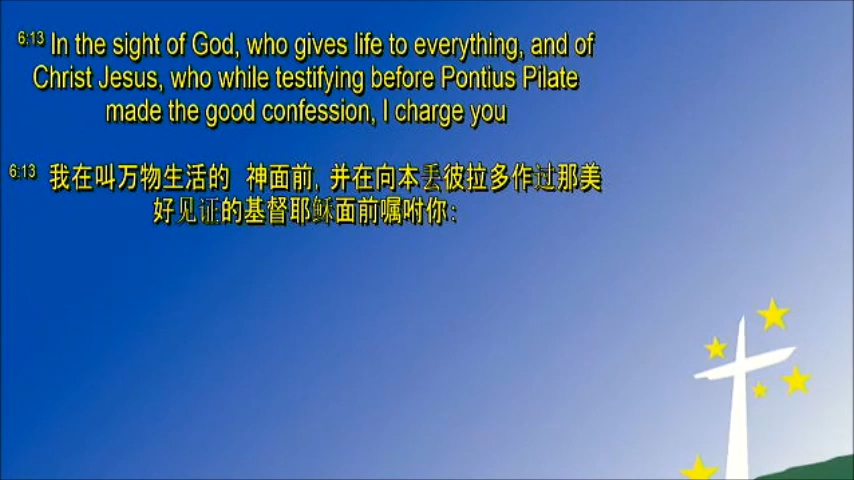 6:13 In the sight of God, who gives life to everything, and of
Christ Jesus, who while testifying before Pontius Pilate
made the good confession, I charge you
6:13 我在叫万物生活的 神面前, 并在向本丢彼拉多作过那美
好见证的基督耶稣面前嘱咐你: